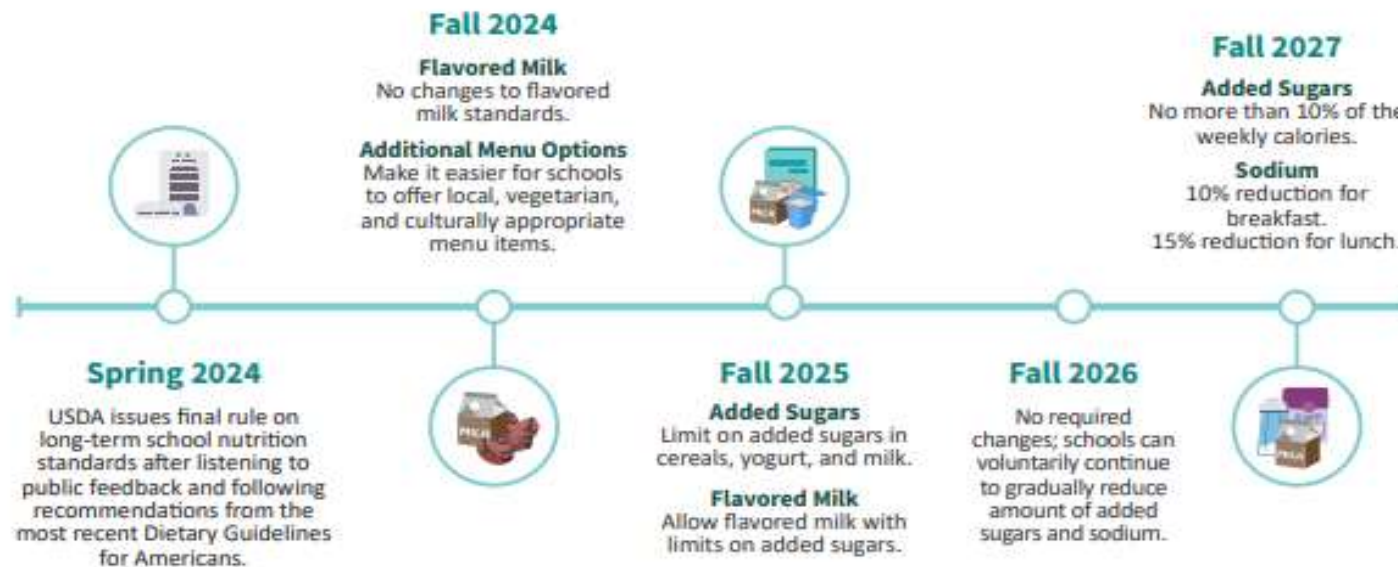 Fall 2024
Flavored Milk
No changes to flavored
milk standards.
Additional Menu Options
Make it easier for schools
to offer local, vegetarian,
and culturally appropriate
menu items.
Fall 2027
Added Sugars
No more than 10% of the
weekly calories.
Sodium
10% reduction for
breakfast.
15% reduction for lunch.
Spring 2024
USDA issues final rule on
long-term school nutrition
standards after listening to
public feedback and following
recommendations from the
most recent Dietary Guidelines
for Americans.
MILK
MILK
Fall 2025
Added Sugars
Limit on added sugars in
cereals, yogurt, and milk.
Flavored Milk
Allow flavored milk with
limits on added sugars.
Fall 2026
No required
changes; schools can
voluntarily continue
to gradually reduce
amount of added
sugars and sodium.
MILK